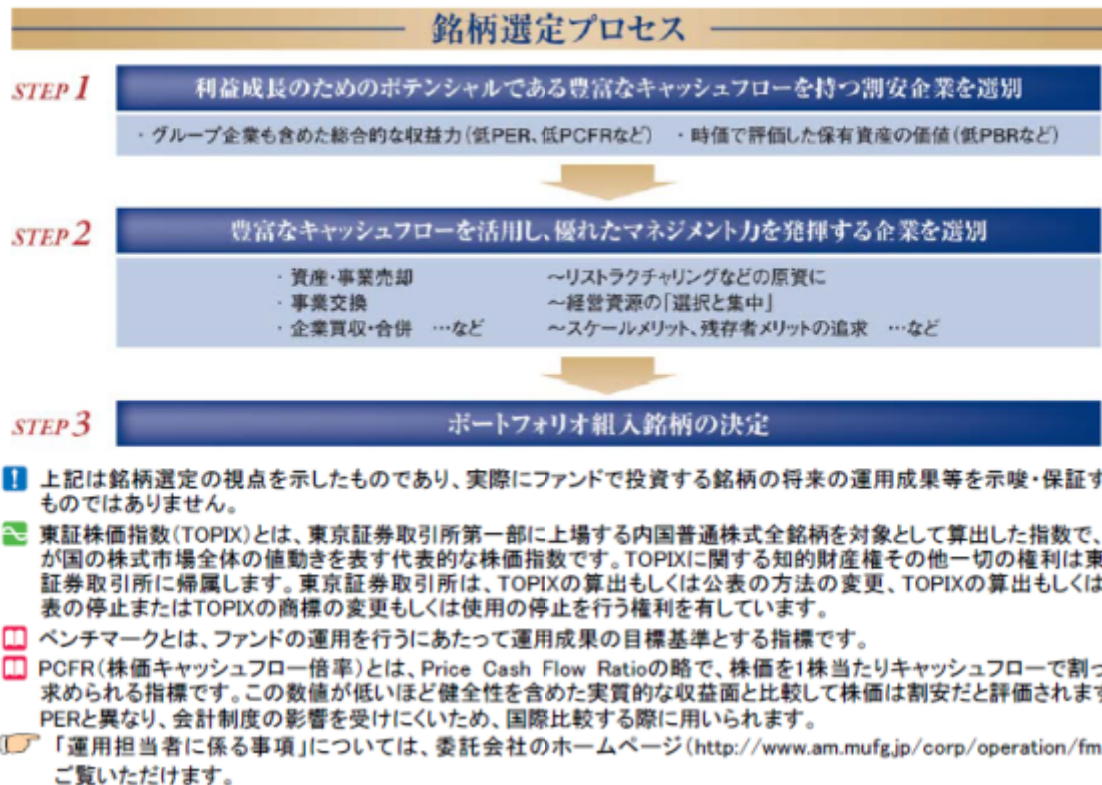 銘柄選定プロセス
STEP 1
利益成長のためのポテンシャルである豊富なキャッシュフローを持つ割安企業を選別
・グループ企業も含めた総合的な収益力(低PER、低PCFRなど) ・時価で評価した保有資産の価値(低PBRなど)
STEP 2
豊富なキャッシュフローを活用し、優れたマネジメント力を発揮する企業を選別
・資産・事業売却 ～リストラクチャリングなどの原資に
・事業交換 ～経営資源の「選択と集中」
・企業買収・合併 …など ～スケールメリット、残存者メリットの追求 …など
STEP 3
ポートフォリオ組入銘柄の決定
上記は銘柄選定の視点を示したものであり、実際にファンドで投資する銘柄の将来の運用成果等を示唆・保証す
ものではありません。
東証株価指数(TOPIX)とは、東京証券取引所第一部に上場する内国普通株式全銘柄を対象として算出した指数で、
が国の株式市場全体の値動きを表す代表的な株価指数です。TOPIXに関する知的財産権その他一切の権利は東
証券取引所に帰属します。東京証券取引所は、TOPIXの算出もしくは公表の方法の変更、TOPIXの算出もしくは
表の停止またはTOPIXの商標の変更もしくは使用の停止を行う権利を有しています。
ベンチマークとは、ファンドの運用を行うにあたって運用成果の目標基準とする指標です。
PCFR(株価キャッシュフロー倍率)とは、Price Cash Flow Ratioの略で、株価を1株当たりキャッシュフローで割っ
求められる指標です。この数値が低いほど健全性を含めた実質的な収益面と比較して株価は割安だと評価されます
PERと異なり、会計制度の影響を受けにくいため、国際比較する際に用いられます。
「運用担当者に係る事項」については、委託会社のホームページ(http://www.am.mufg.jp/corp/operation/fm
ご覧いただけます。